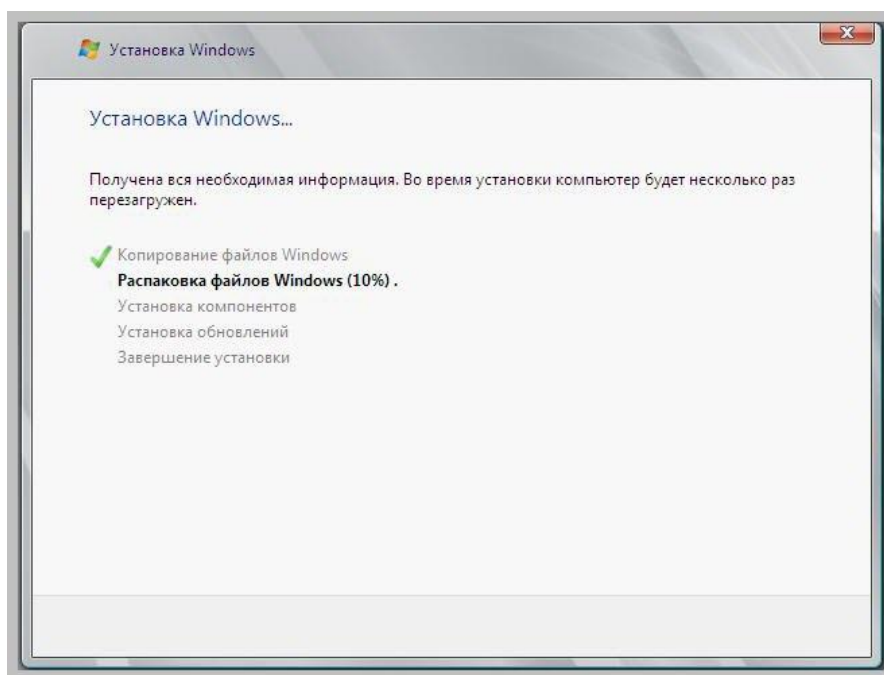 Установка Windows
Установка Windows...
Получена вся необходимая информация. Во время установки компьютер будет несколько раз
перезагружен.
Копирование файлов Windows
Распаковка файлов Windows (10%) .
Установка компонентов
Установка обновлений
Завершение установки